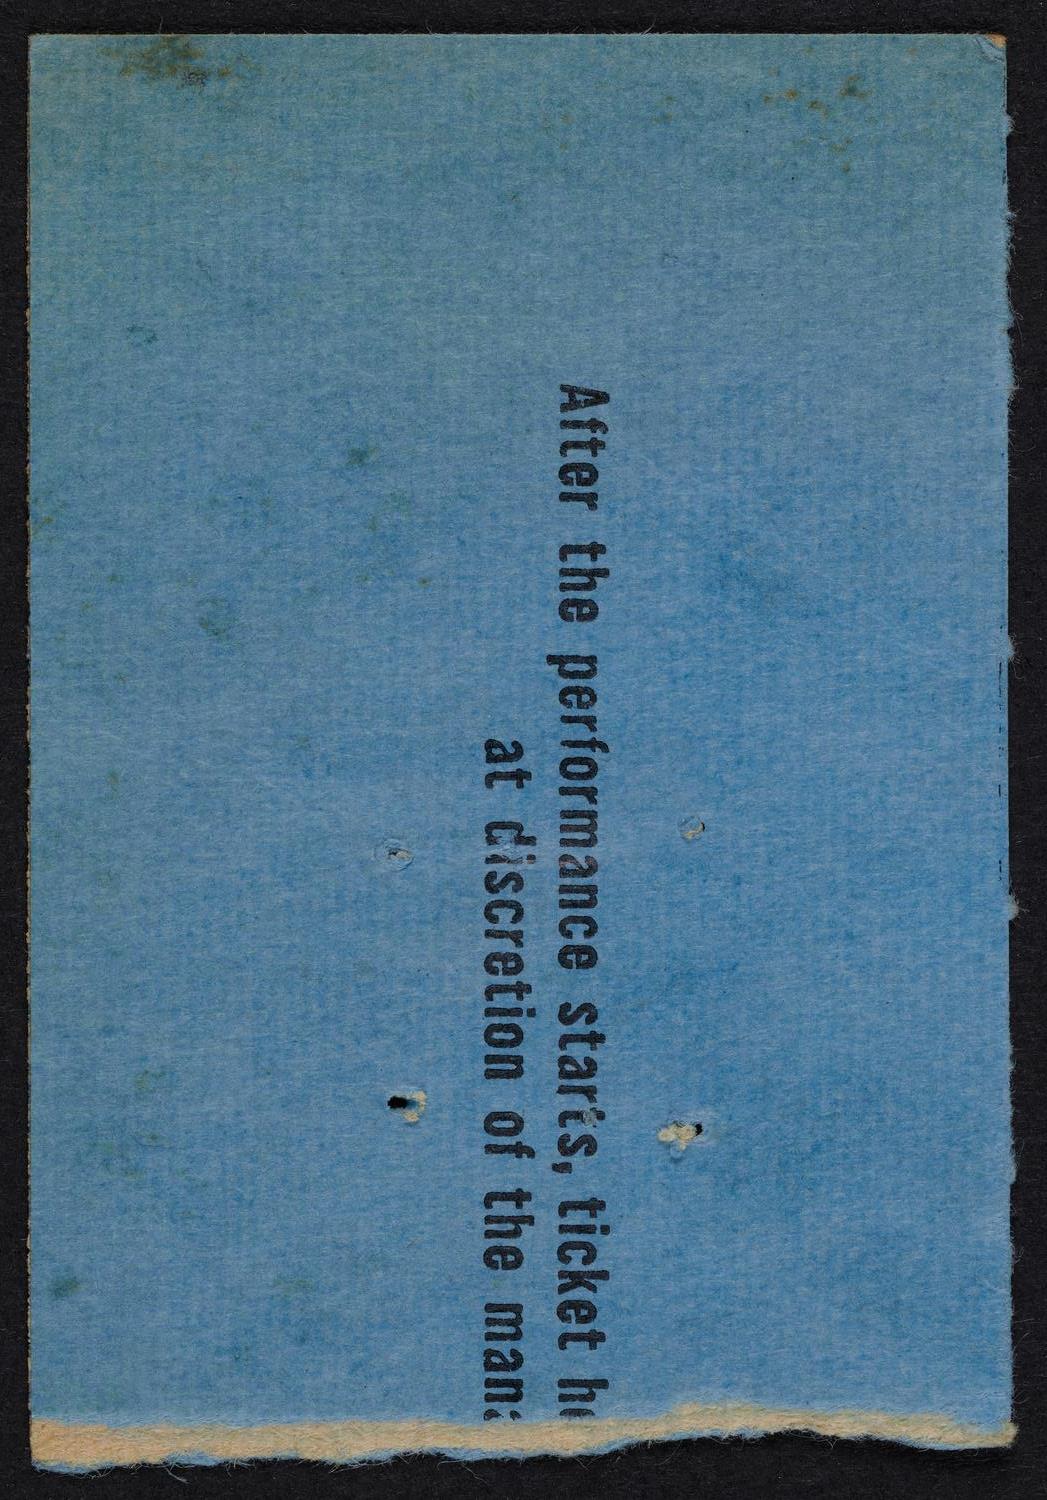 After the performance starts, ticket h
at discretion of the man